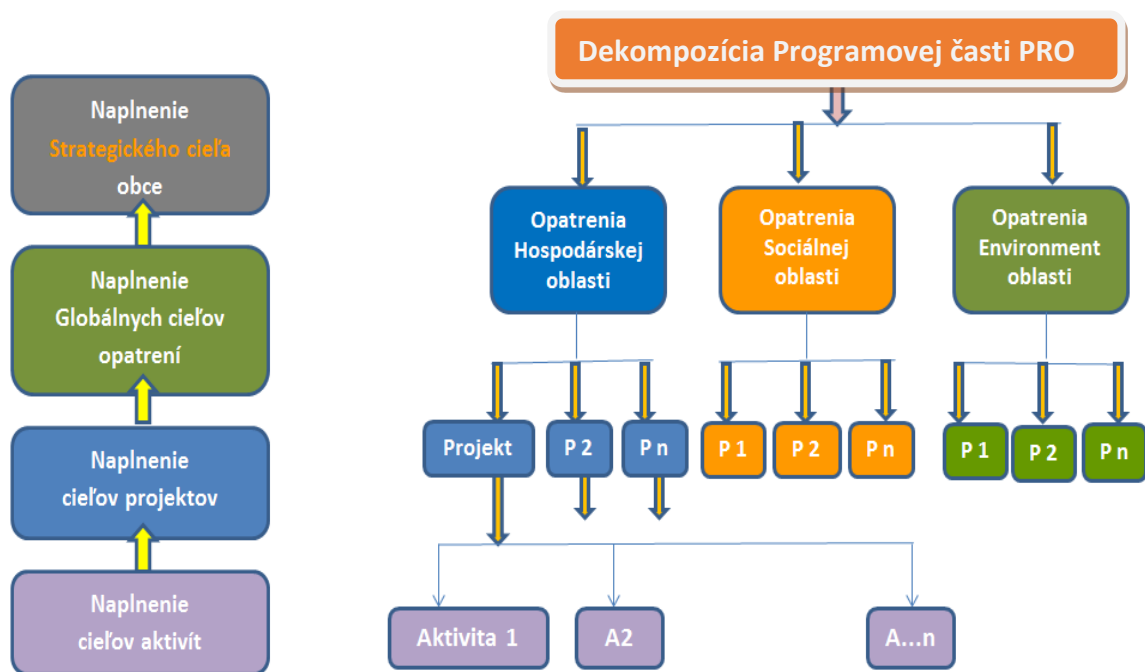 Dekompozícia Programovej časti PRO
Naplnenie
Strategického cieľa
obce
Naplnenie
Globálnych cieľov
opatrení
Naplnenie
cieľov projektov
Naplnenie
cieľov aktivít
Opatrenia
Hospodárskej
oblasti
Opatrenia
Sociálnej
oblasti
Opatrenia
Environment
oblasti
Projekt
P 2
P n
P 1
P 2
P n
P 1
P 2
P n
Aktivita 1
A2
A...n